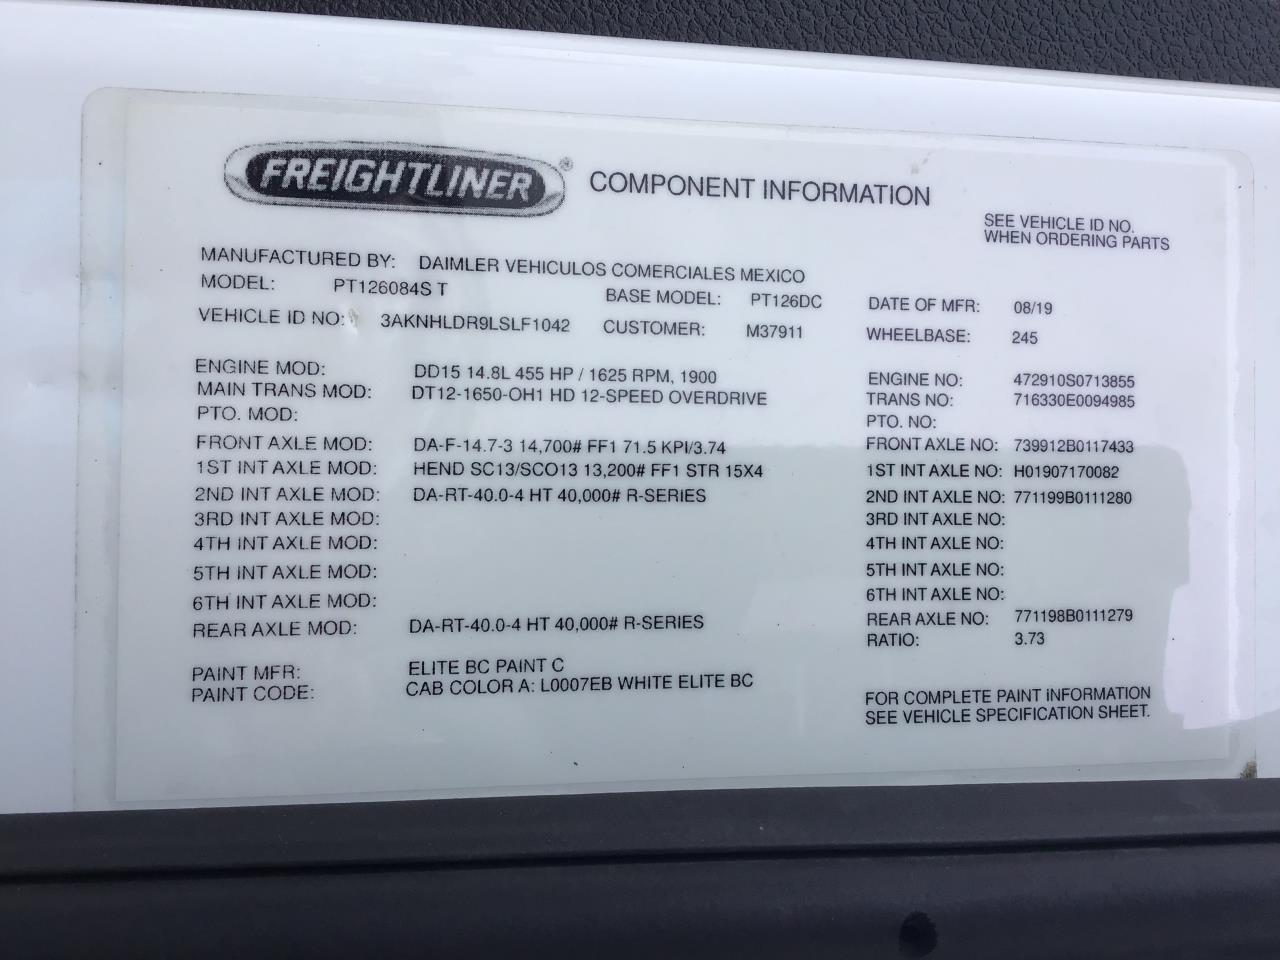 FREIGHTLINER® COMPONENT INFORMATION
SEE VEHICLE ID NO.
WHEN ORDERING PARTS
MANUFACTURED BY: DAIMLER VEHICULOS COMERCIALES MEXICO
MODEL: PT126084S T BASE MODEL: PT126DC DATE OF MFR: 08/19
VEHICLE ID NO: 3AKNHLDR9LSLF1042 CUSTOMER: M37911 WHEELBASE: 245
ENGINE MOD: DD15 14.8L 455 HP / 1625 RPM, 1900 ENGINE NO: 472910S0713855
MAIN TRANS MOD: DT12-1650-OH1 HD 12-SPEED OVERDRIVE TRANS NO: 716330E0094985
PTO. MOD: PTO. NO:
FRONT AXLE MOD: DA-F-14.7-3 14,700# FF1 71.5 KPI/3.74 FRONT AXLE NO: 739912B0117433
1ST INT AXLE MOD: HEND SC13/SCO13 13,200# FF1 STR 15X4 1ST INT AXLE NO: H01907170082
2ND INT AXLE MOD: DA-RT-40.0-4 HT 40,000# R-SERIES 2ND INT AXLE NO: 771199B0111280
3RD INT AXLE MOD: 3RD INT AXLE NO:
4TH INT AXLE MOD: 4TH INT AXLE NO:
5TH INT AXLE MOD: 5TH INT AXLE NO:
6TH INT AXLE MOD: 6TH INT AXLE NO:
REAR AXLE MOD: DA-RT-40.0-4 HT 40,000# R-SERIES REAR AXLE NO: 771198B0111279
RATIO: 3.73
PAINT MFR: ELITE BC PAINT C
PAINT CODE: CAB COLOR A: L0007EB WHITE ELITE BC
FOR COMPLETE PAINT INFORMATION
SEE VEHICLE SPECIFICATION SHEET.